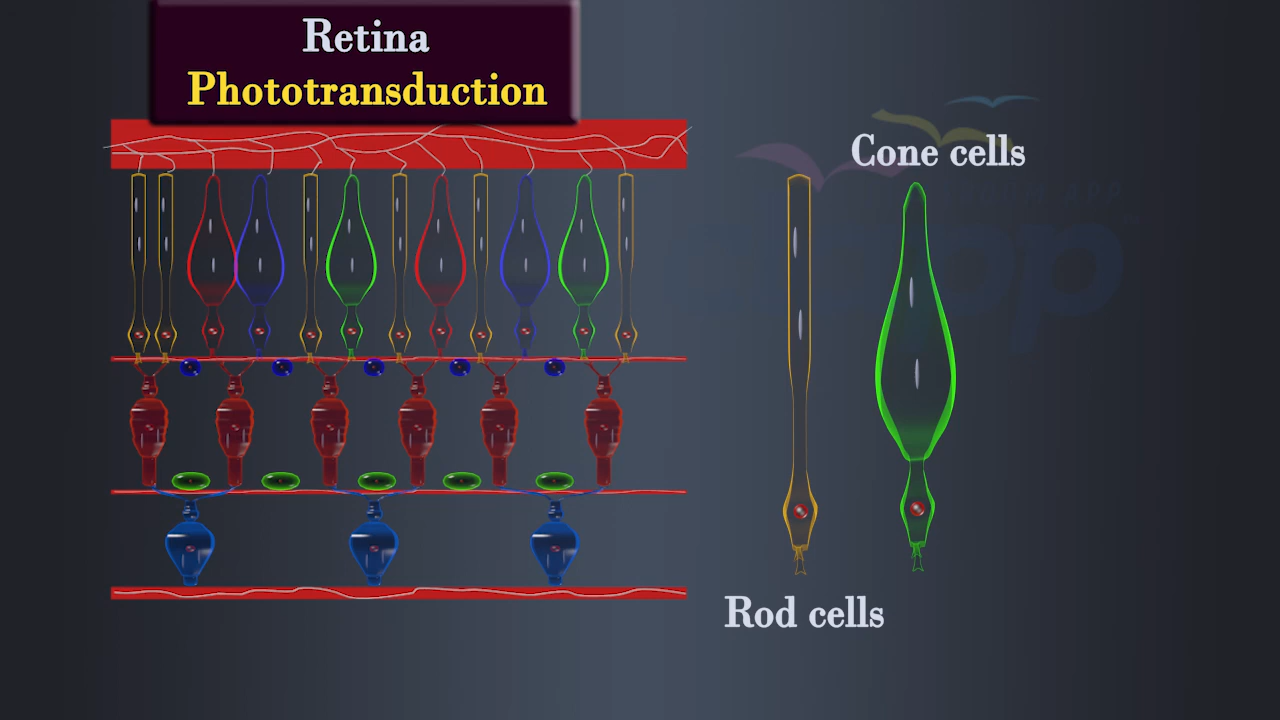 Retina
Phototransduction
Cone cells
Rod cells